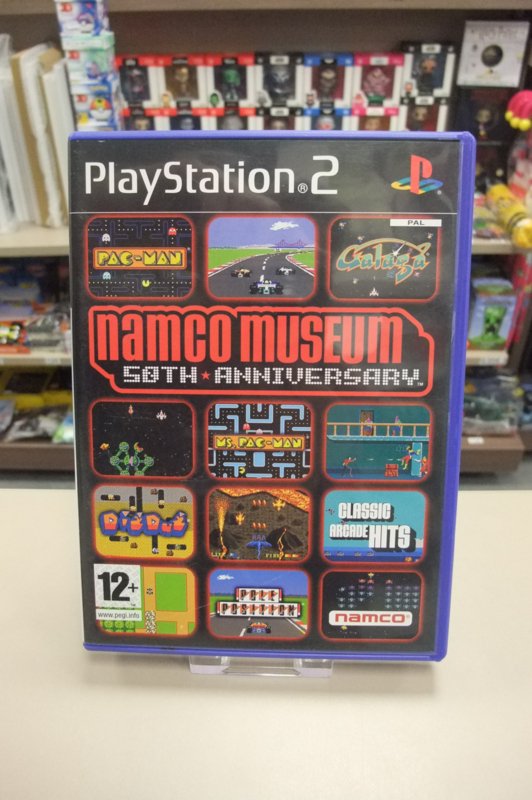 PlayStation®2
PAL
PAC-MAN
Galaga
namco museum
50TH ★ ANNIVERSARY™
MS. PAC-MAN
DIG DUG
CLASSIC
ARCADE HITS
12+
www.pegi.info
POLE
POSITION
namco®